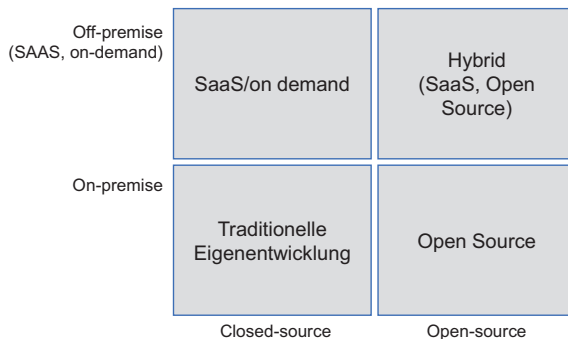 Off-premise
(SAAS, on-demand)
SaaS/on demand
Hybrid
(SaaS, Open
Source)
On-premise
Traditionelle
Eigenentwicklung
Open Source
Closed-source
Open-source